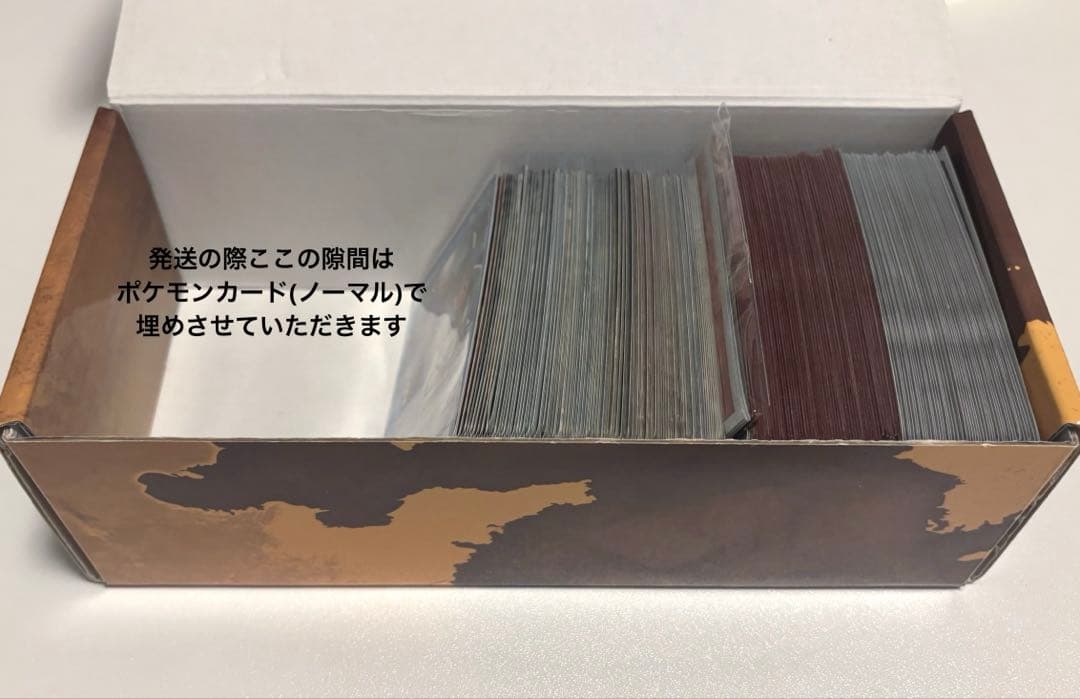 発送の際ここの隙間は
ポケモンカード(ノーマル)で
埋めさせていただきます